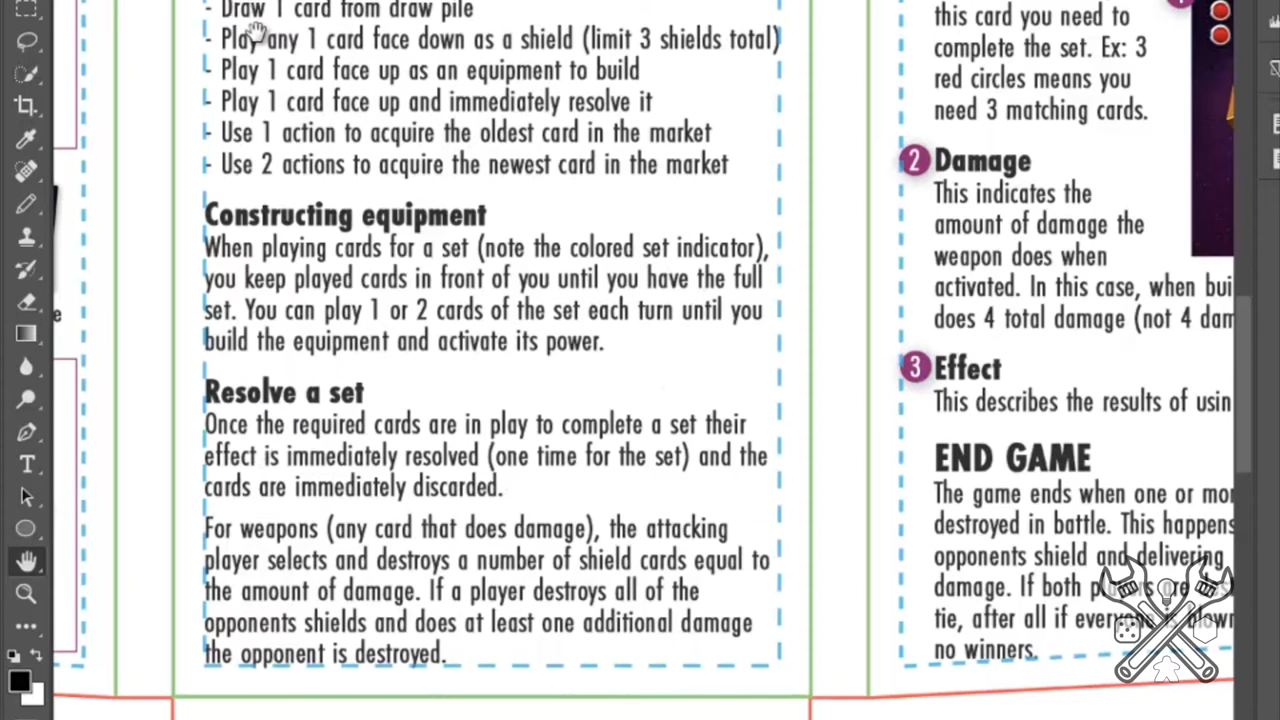 - Draw 1 card from draw pile
- Play any 1 card face down as a shield (limit 3 shields total)
- Play 1 card face up as an equipment to build
- Play 1 card face up and immediately resolve it
- Use 1 action to acquire the oldest card in the market
- Use 2 actions to acquire the newest card in the market
Constructing equipment
When playing cards for a set (note the colored set indicator),
you keep played cards in front of you until you have the full
set. You can play 1 or 2 cards of the set each turn until you
build the equipment and activate its power.
Resolve a set
Once the required cards are in play to complete a set their
effect is immediately resolved (one time for the set) and the
cards are immediately discarded.
For weapons (any card that does damage), the attacking
player selects and destroys a number of shield cards equal to
the amount of damage. If a player destroys all of the
opponents shields and does at least one additional damage
the opponent is destroyed.
this card you need to
complete the set. Ex: 3
red circles means you
need 3 matching cards.
2 Damage
This indicates the
amount of damage the
weapon does when
activated. In this case, when bui
does 4 total damage (not 4 dam
3 Effect
This describes the results of usin
END GAME
The game ends when one or mor
destroyed in battle. This happens
opponents shield and delivering
damage. If both players are
tie, after all if everyone is blown
no winners.
e